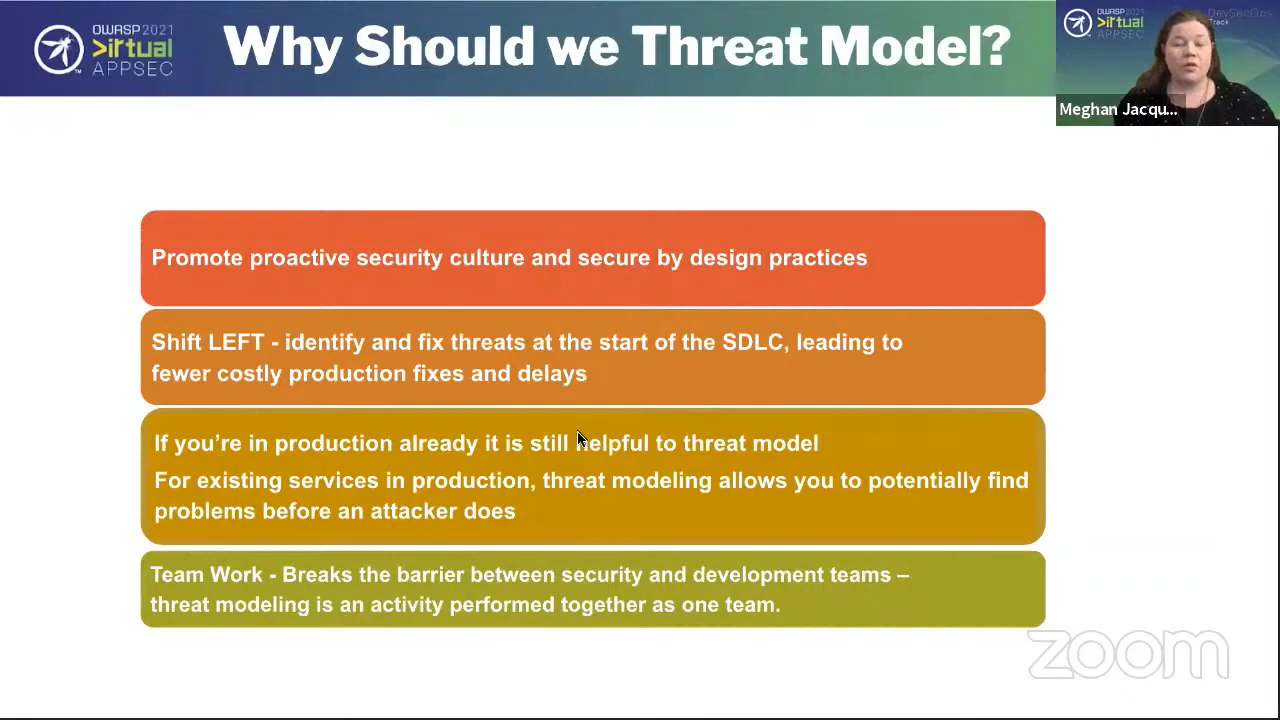 OWASP 2021
Virtual
APPSEC
Why Should we Threat Model?
OWASP 2021
Virtual
APPSEC
DevSecOps
Track
Meghan Jacqu...
Promote proactive security culture and secure by design practices
Shift LEFT - identify and fix threats at the start of the SDLC, leading to
fewer costly production fixes and delays
If you’re in production already it is still helpful to threat model
For existing services in production, threat modeling allows you to potentially find
problems before an attacker does
Team Work - Breaks the barrier between security and development teams –
threat modeling is an activity performed together as one team.
zoom